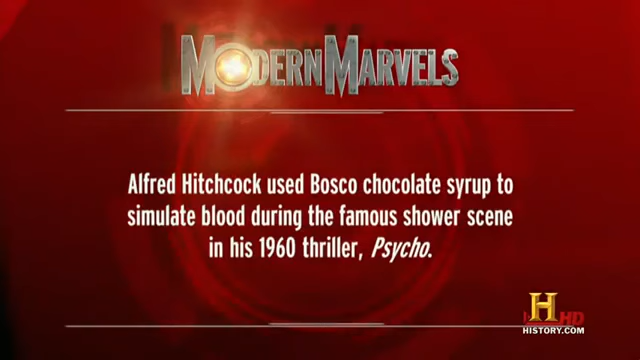 MODERN MARVELS
Alfred Hitchcock used Bosco chocolate syrup to
simulate blood during the famous shower scene
in his 1960 thriller, Psycho.
H HD
HISTORY.COM